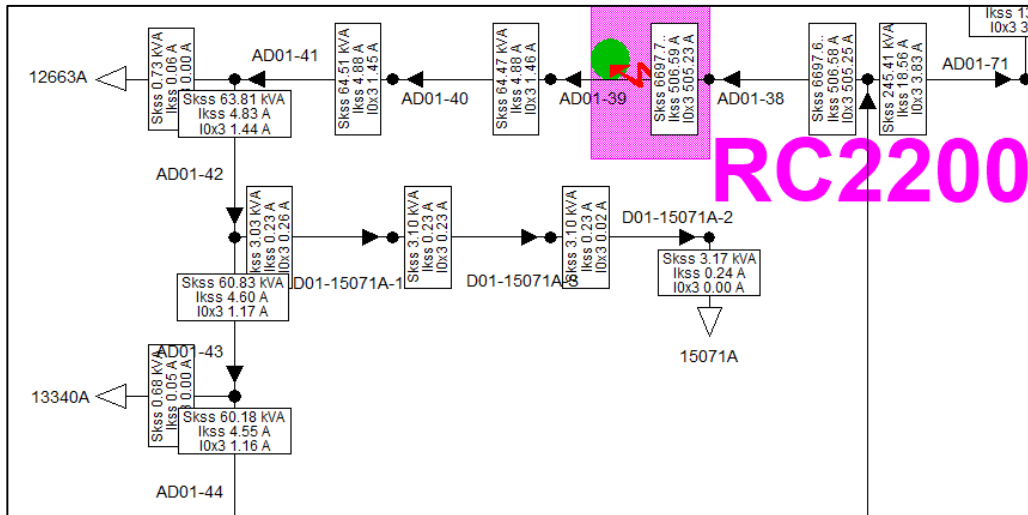 Ikss 13
I0x3 3
12663A
Skss 0.73 kVA
Ikss 0.06 A
0.00 A
AD01-41
Skss 63.81 kVA
Ikss 4.83 A
I0x3 1.44 A
Skss 64.51 kVA
Ikss 4.88 A
I0x3 1.45 A
AD01-40
Skss 64.47 kVA
Ikss 4.88 A
I0x3 1.46 A
AD01-39
Skss 6697.7..
Ikss 506.59 A
I0x3 505.23 A
AD01-38
Skss 6697.6..
Ikss 506.58 A
I0x3 505.25 A
Skss 245.41 kVA
Ikss 18.56 A
I0x3 3.83 A
AD01-71
RC2200
AD01-42
Skss 3.03 kVA
Ikss 0.23 A
I0x3 0.26 A
D01-15071A-1
Skss 3.10 kVA
Ikss 0.23 A
I0x3 0.23 A
D01-15071A-3
Skss 3.10 kVA
Ikss 0.23 A
I0x3 0.02 A
D01-15071A-2
Skss 3.17 kVA
Ikss 0.24 A
I0x3 0.00 A
15071A
Skss 60.83 kVA
Ikss 4.60 A
I0x3 1.17 A
AD01-43
13340A
Skss 0.68 kVA
Ikss 0.05 A
0.00 A
Skss 60.18 kVA
Ikss 4.55 A
I0x3 1.16 A
AD01-44